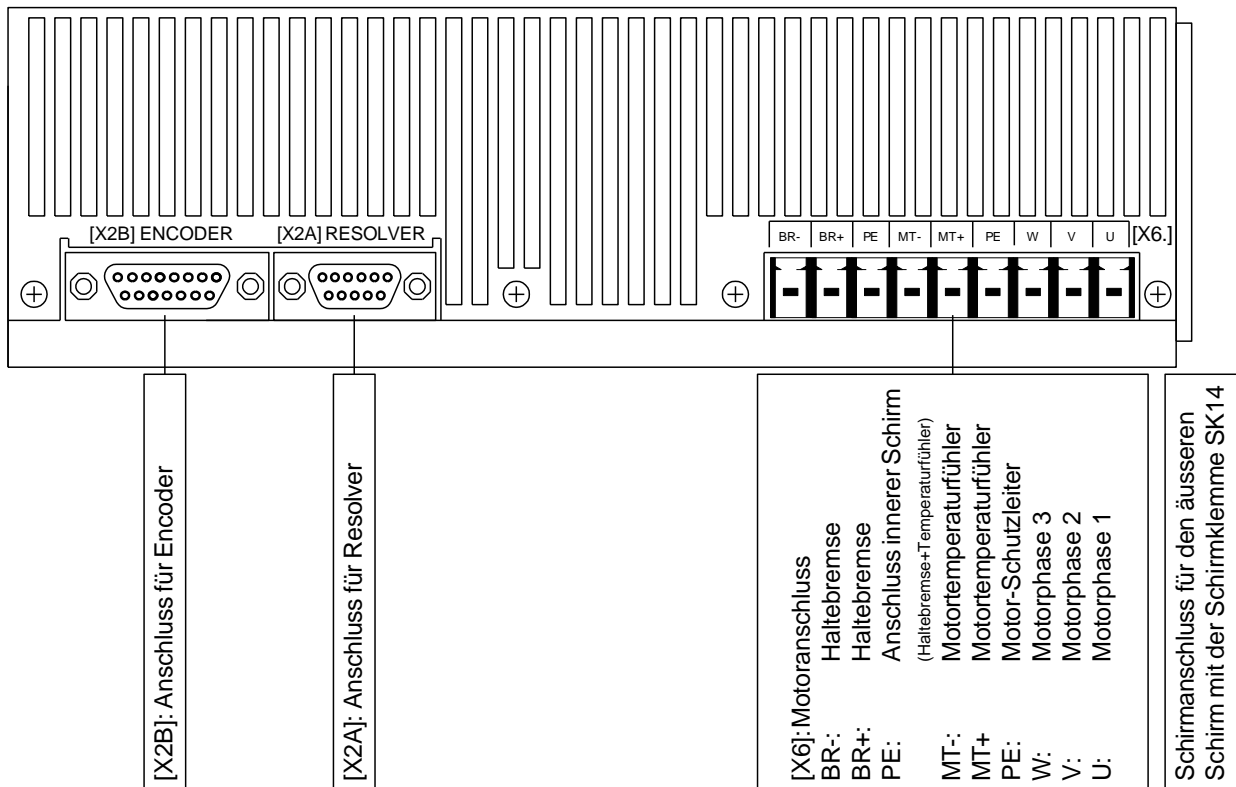 [X2B] ENCODER
[X2A] RESOLVER
BR- BR+ PE MT- MT+ PE W V U [X6.]
[X2B]: Anschluss für Encoder
[X2A]: Anschluss für Resolver
[X6]: Motoranschluss
BR-: Haltebremse
BR+: Haltebremse
PE: Anschluss innerer Schirm
(Haltebremse+Temperaturfühler)
MT-: Motortemperaturfühler
MT+ Motortemperaturfühler
PE: Motor-Schutzleiter
W: Motorphase 3
V: Motorphase 2
U: Motorphase 1
Schirmanschluss für den äusseren
Schirm mit der Schirmklemme SK14